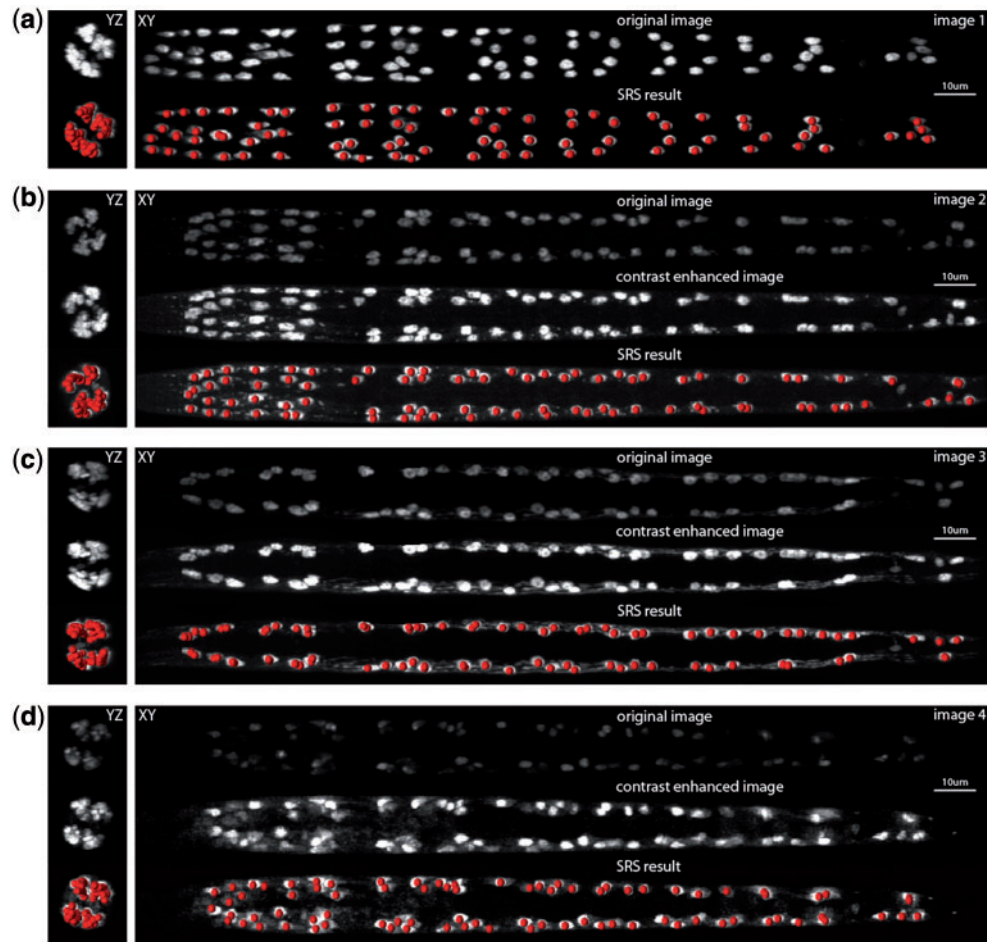 (a) YZ XY original image image 1
10um
SRS result
(b) YZ XY original image image 2
contrast enhanced image 10um
SRS result
(c) YZ XY original image image 3
contrast enhanced image 10um
SRS result
(d) YZ XY original image image 4
contrast enhanced image 10um
SRS result